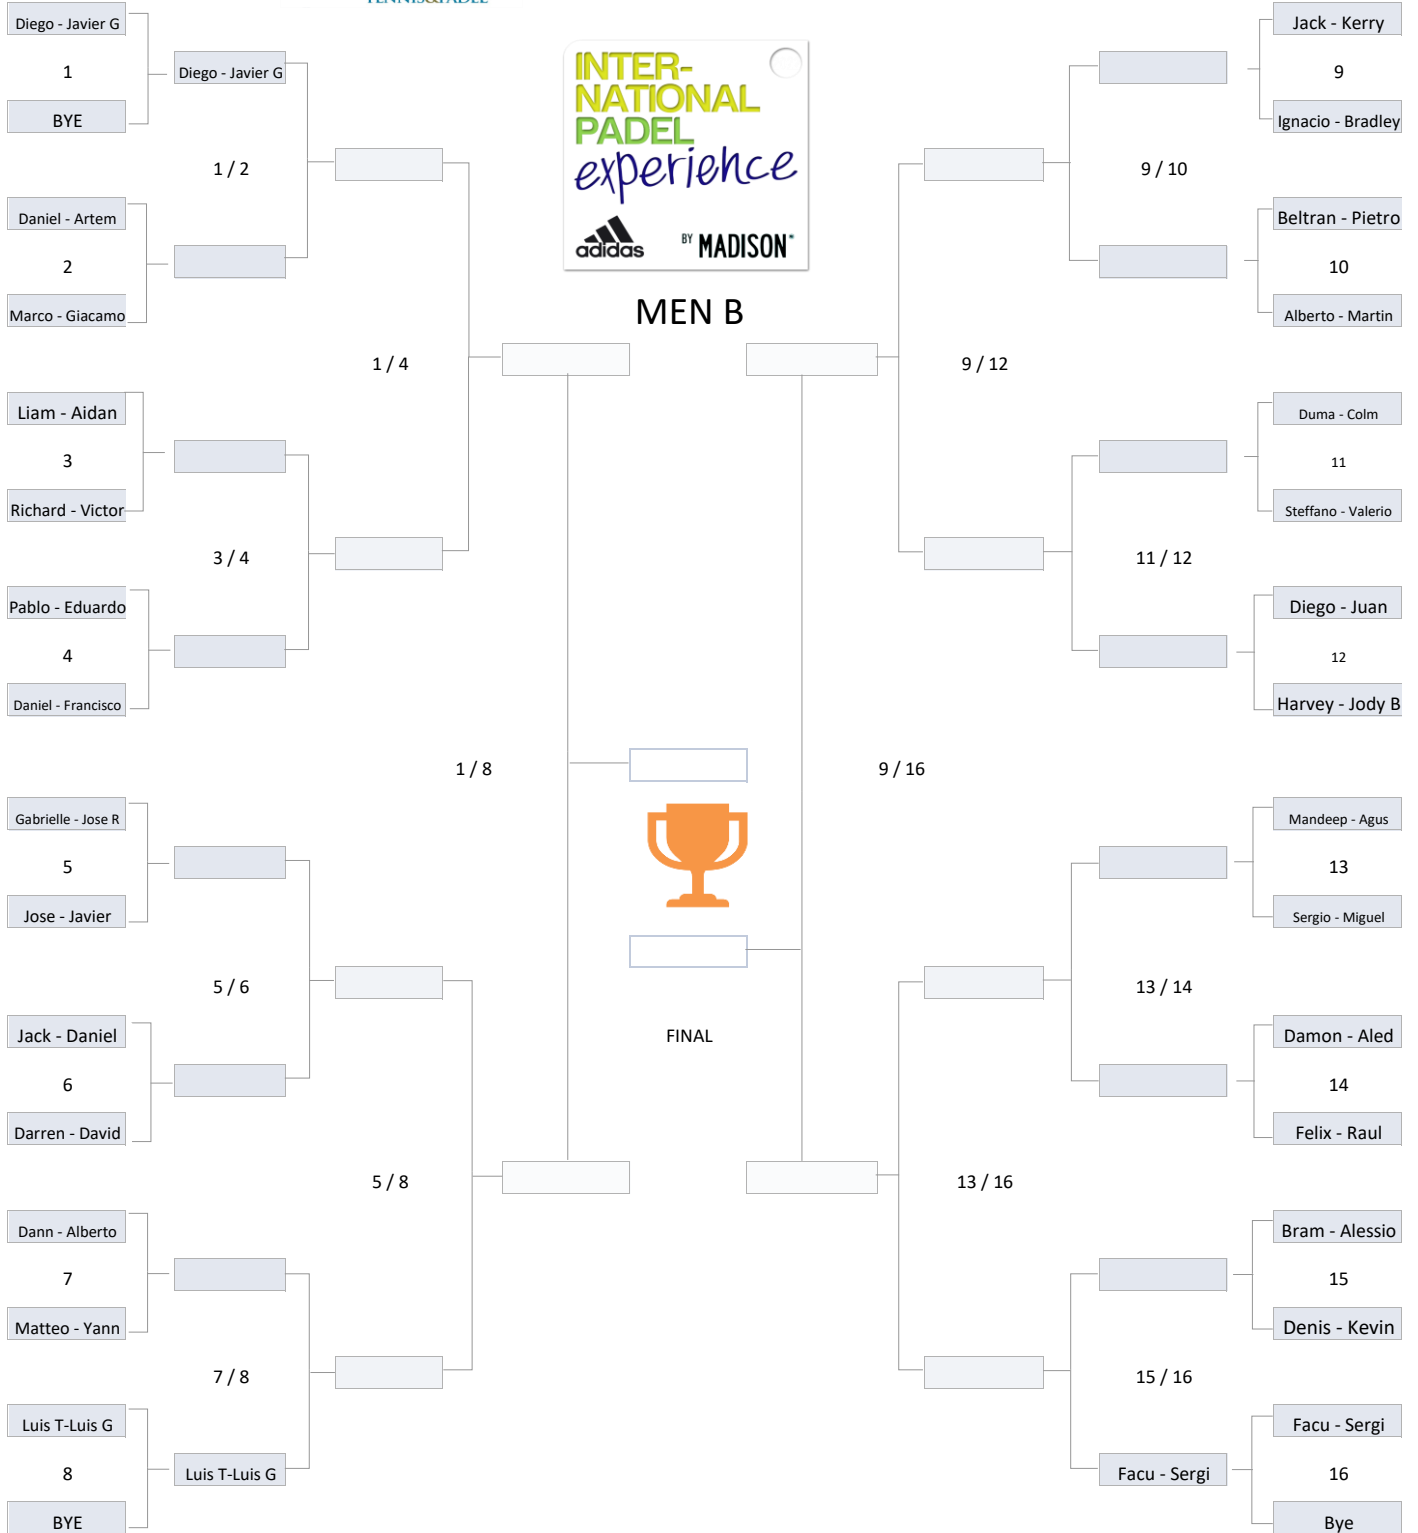 TENNIS&PADEL
Diego - Javier G
1
BYE
Diego - Javier G
1 / 2
Daniel - Artem
2
Marco - Giacamo
1 / 4
Liam - Aidan
3
Richard - Victor
3 / 4
Pablo - Eduardo
4
Daniel - Francisco
1 / 8
Gabrielle - Jose R
5
Jose - Javier
5 / 6
Jack - Daniel
6
Darren - David
5 / 8
Dann - Alberto
7
Matteo - Yann
7 / 8
Luis T-Luis G
8
BYE
Luis T-Luis G
INTER-
NATIONAL
PADEL
experience
adidas
BY MADISON
MEN B
FINAL
Jack - Kerry
9
Ignacio - Bradley
9 / 10
Beltran - Pietro
10
Alberto - Martin
9 / 12
Duma - Colm
11
Steffano - Valerio
11 / 12
Diego - Juan
12
Harvey - Jody B
9 / 16
Mandeep - Agus
13
Sergio - Miguel
13 / 14
Damon - Aled
14
Felix - Raul
13 / 16
Bram - Alessio
15
Denis - Kevin
15 / 16
Facu - Sergi
Facu - Sergi
16
Bye